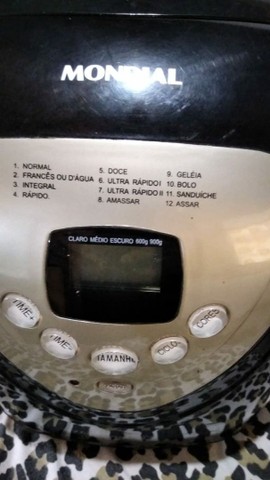 MONDIAL
1. NORMAL
2. FRANCÊS OU D'ÁGUA
3. INTEGRAL
4. RÁPIDO.
5. DOCE
6. ULTRA RÁPIDO I
7. ULTRA RÁPIDO II
8. AMASSAR
9. GELÉIA
10. BOLO
11. SANDUÍCHE
12. ASSAR
CLARO MÉDIO ESCURO 600g 900g
TIME+
TIME-
TAMANHO
CICLO
CORES